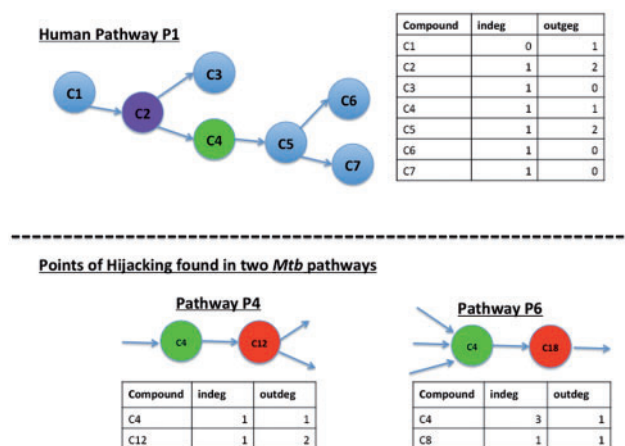 Human Pathway P1
C1
C2
C3
C4
C5
C6
C7
Compound indeg outgeg
C1 0 1
C2 1 2
C3 1 0
C4 1 1
C5 1 2
C6 1 0
C7 1 0
Points of Hijacking found in two Mtb pathways
Pathway P4
C4 C12
Compound indeg outdeg
C4 1 1
C12 1 2
Pathway P6
C4 C18
Compound indeg outdeg
C4 3 1
C8 1 1